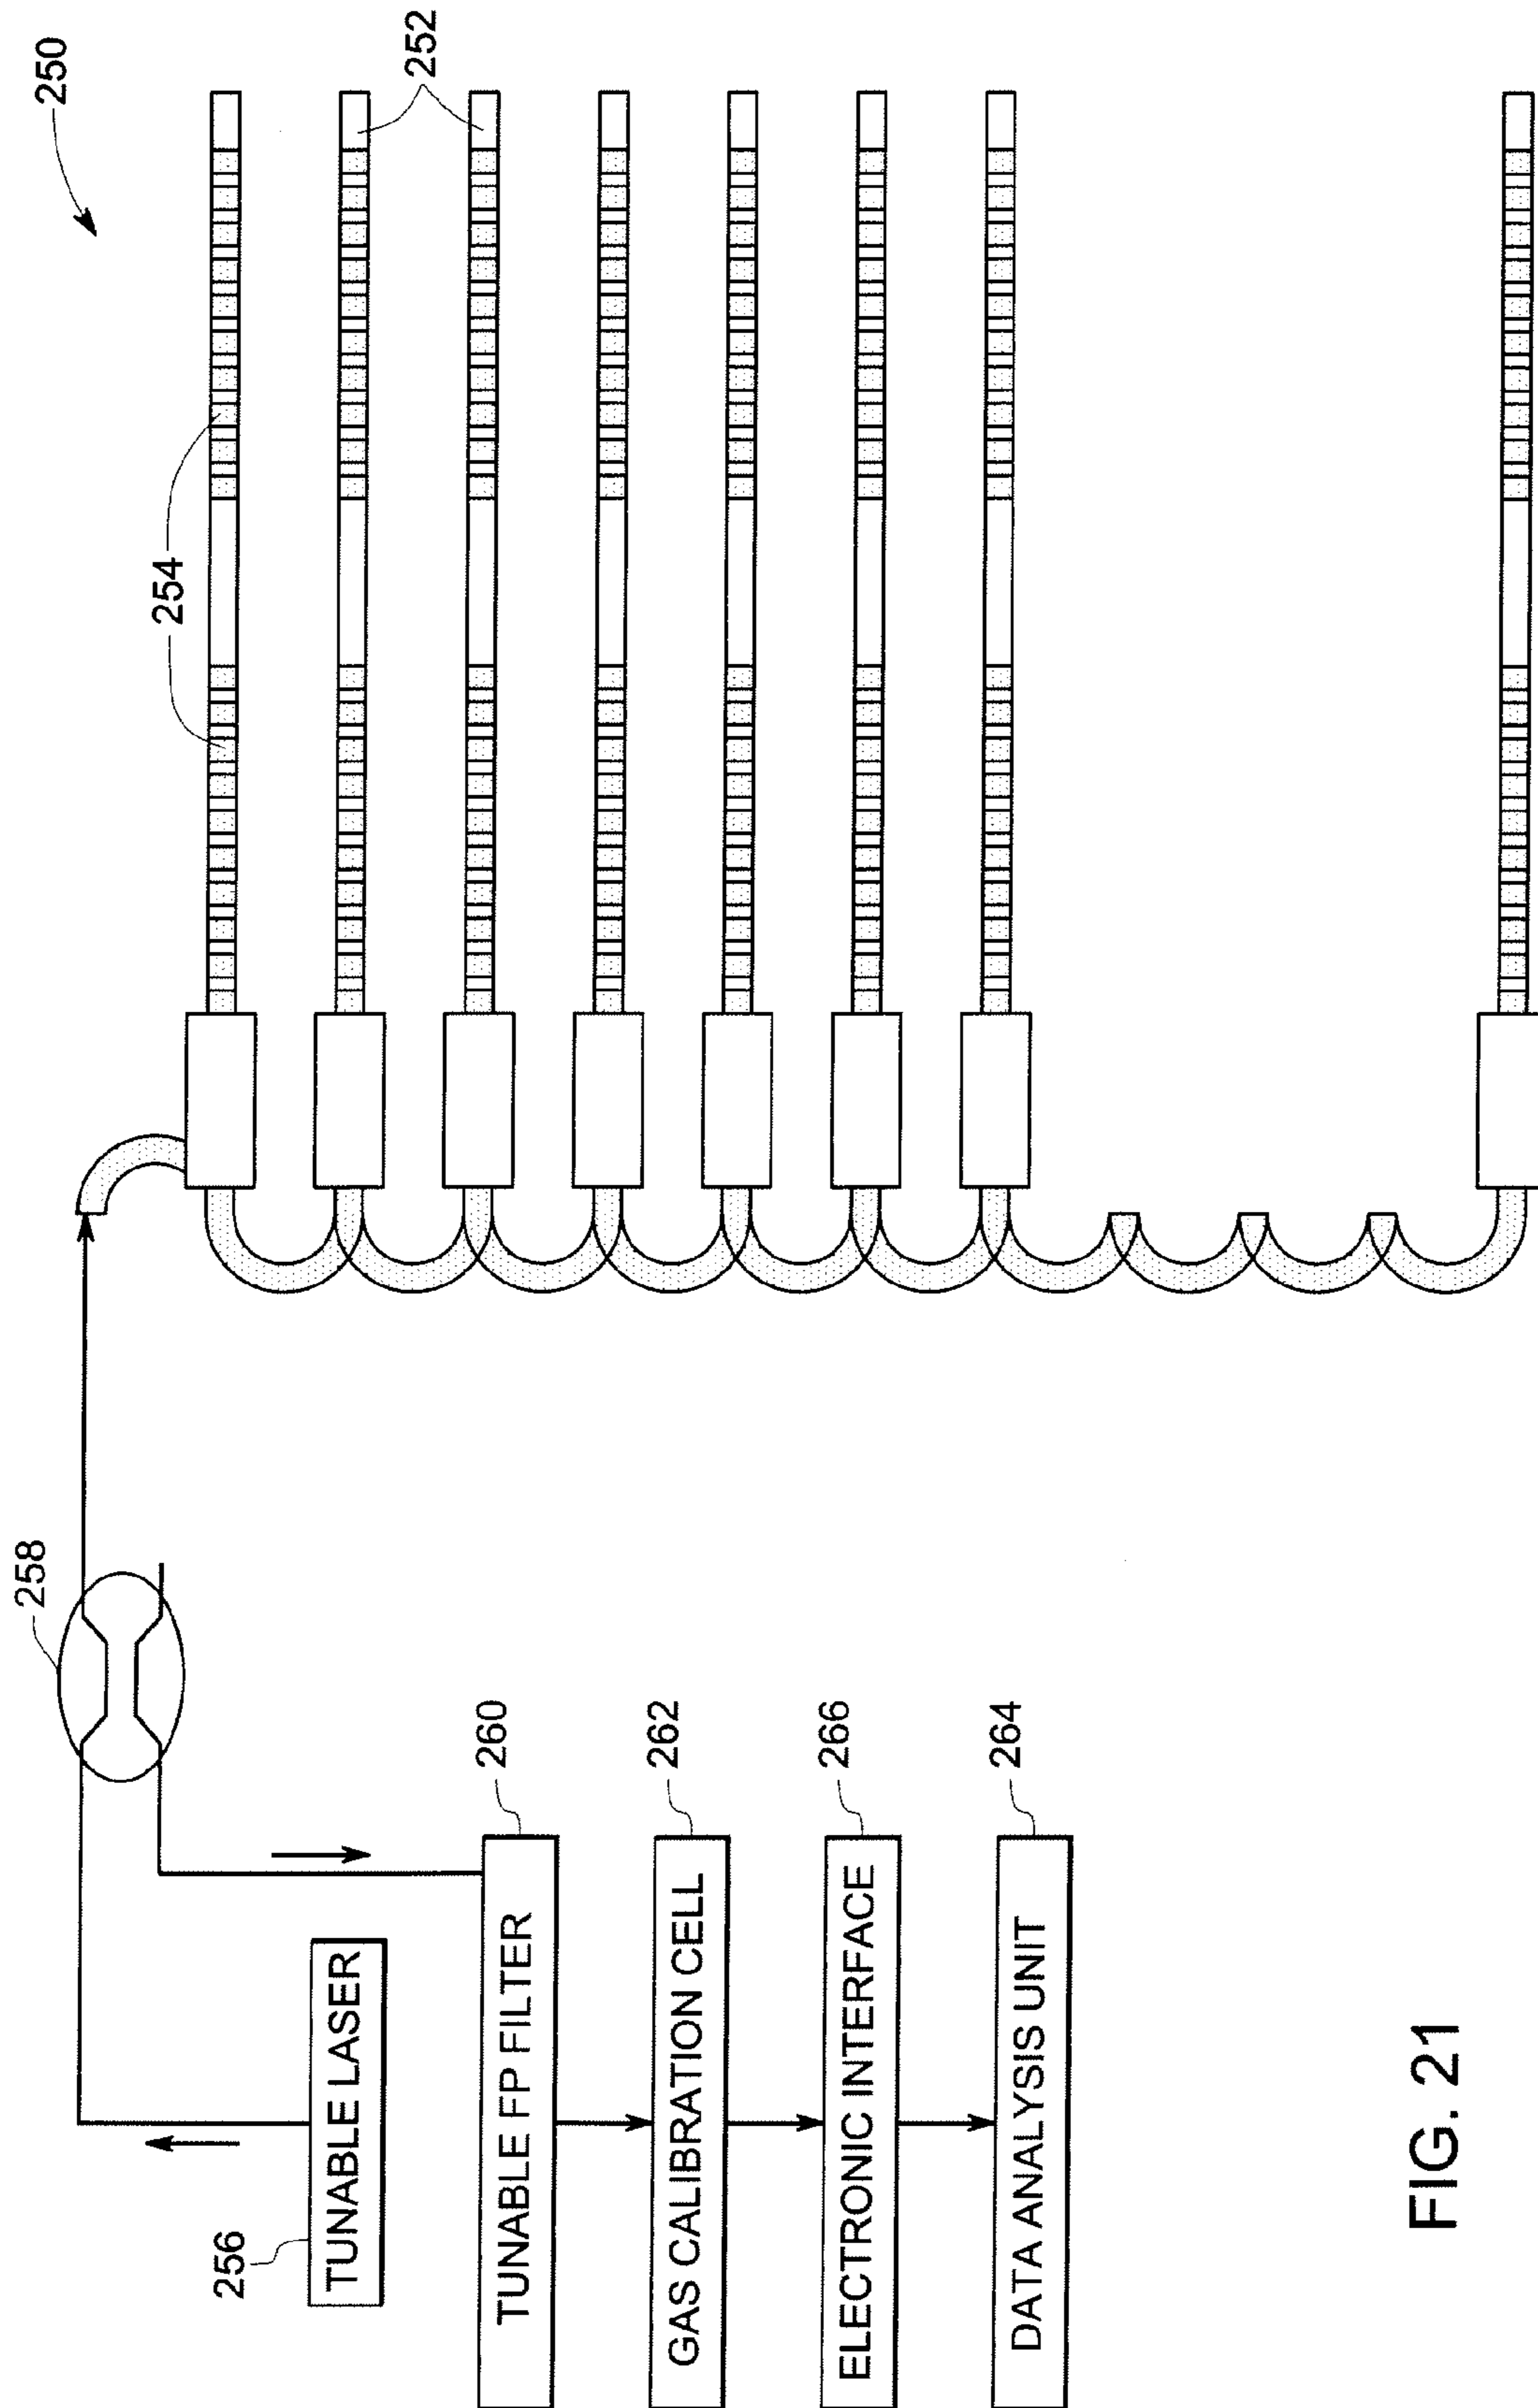 250
252
254
258
256
TUNABLE LASER
260
TUNABLE FP FILTER
262
GAS CALIBRATION CELL
266
ELECTRONIC INTERFACE
264
DATA ANALYSIS UNIT
FIG. 21